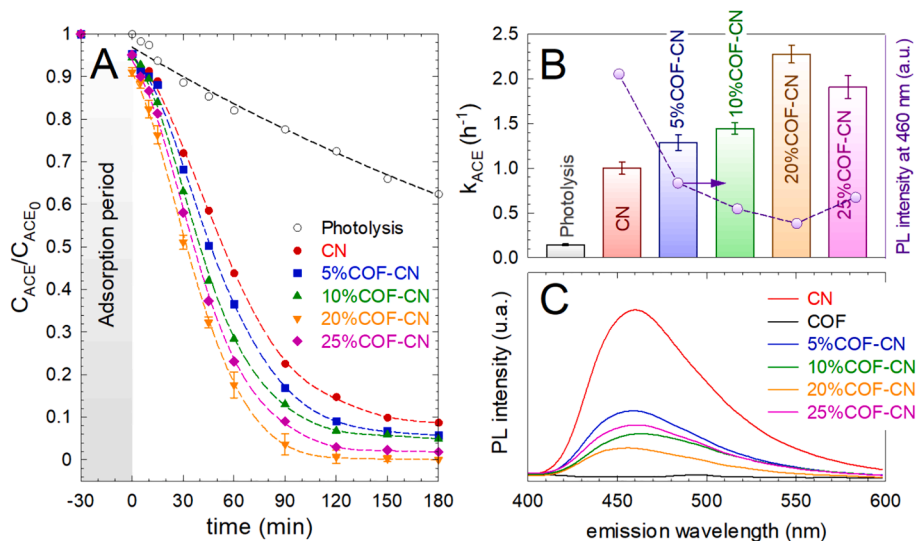 A
C_ACE/C_ACE0
1
0.9
0.8
0.7
0.6
0.5
0.4
0.3
0.2
0.1
0
Adsorption period
Photolysis
CN
5%COF-CN
10%COF-CN
20%COF-CN
25%COF-CN
-30 0 30 60 90 120 150 180
time (min)
B
k_ACE (h⁻¹)
2.5
2.0
1.5
1.0
0.5
0.0
Photolysis
CN
5%COF-CN
10%COF-CN
20%COF-CN
25%COF-CN
PL intensity at 460 nm (a.u.)
C
PL intensity (u.a.)
CN
COF
5%COF-CN
10%COF-CN
20%COF-CN
25%COF-CN
400 450 500 550 600
emission wavelength (nm)